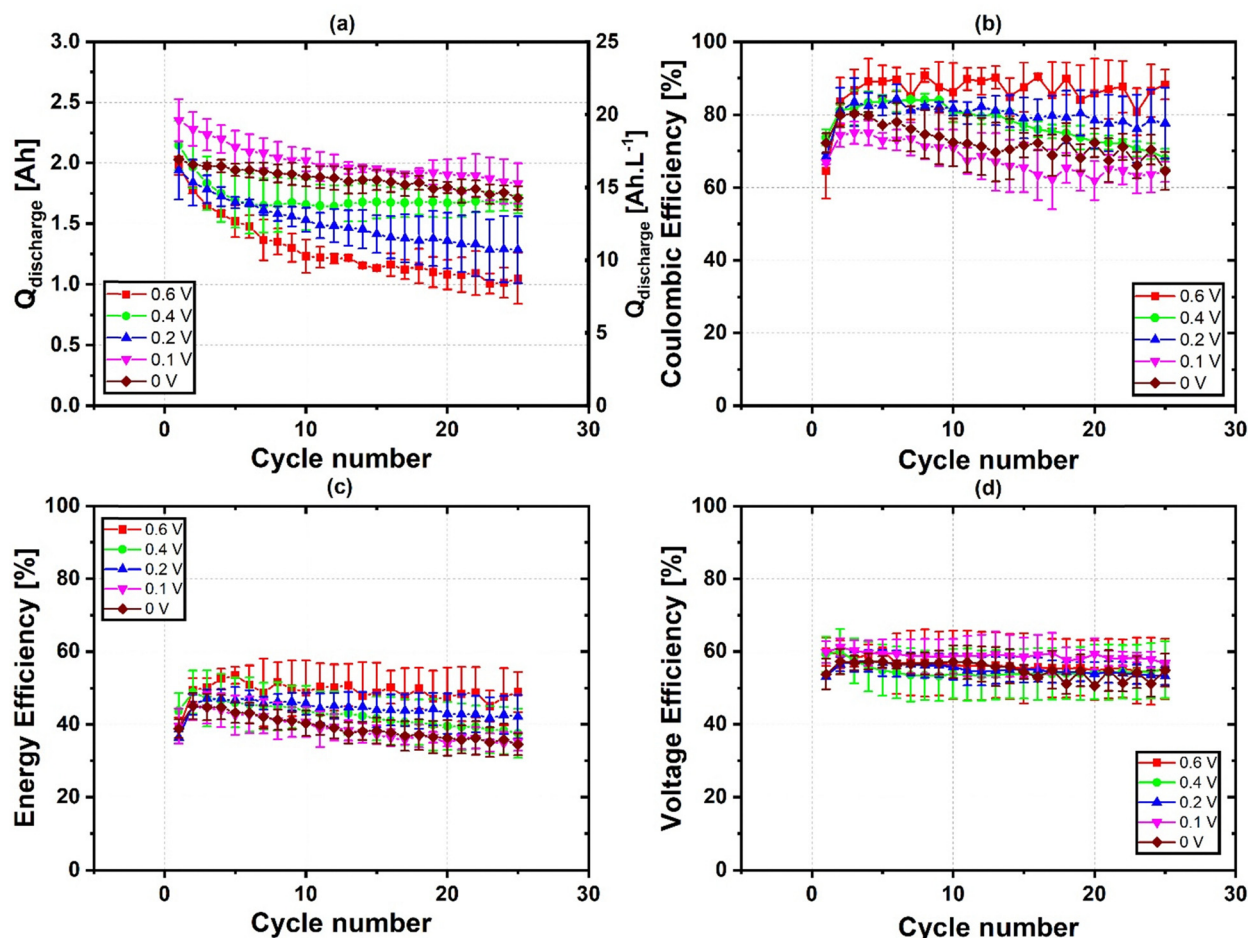 (a)
3.0
2.5
2.0
1.5
1.0
0.5
0.0
Qdischarge [Ah]
25
20
15
10
5
0
Qdischarge [Ah.L-1]
0.6 V
0.4 V
0.2 V
0.1 V
0 V
0 10 20 30
Cycle number
(b)
100
80
60
40
20
0
Coulombic Efficiency [%]
0.6 V
0.4 V
0.2 V
0.1 V
0 V
0 10 20 30
Cycle number
(c)
100
80
60
40
20
0
Energy Efficiency [%]
0.6 V
0.4 V
0.2 V
0.1 V
0 V
0 10 20 30
Cycle number
(d)
100
80
60
40
20
0
Voltage Efficiency [%]
0.6 V
0.4 V
0.2 V
0.1 V
0 V
0 10 20 30
Cycle number